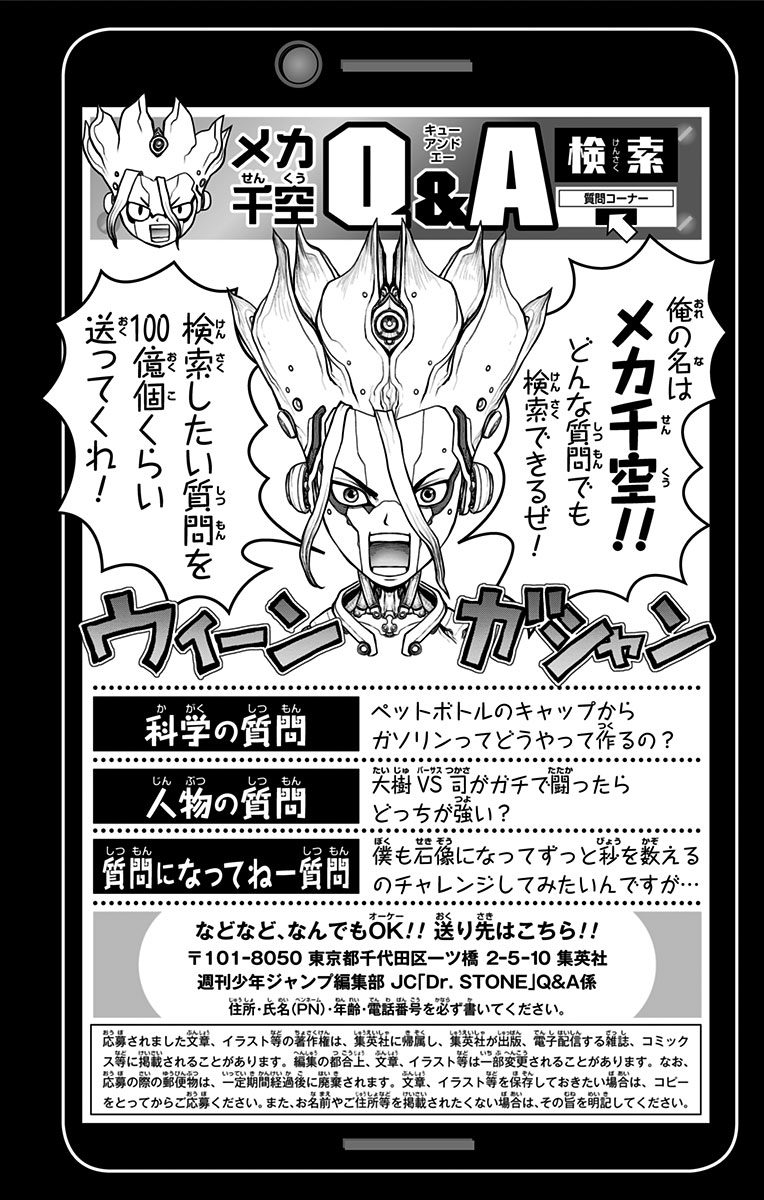 メカ千空 Q&A
キューアンドエー
検索
質問コーナー
俺の名は
メカ千空!!
どんな質問でも
検索できるぜ!
検索したい質問を
100億個くらい
送ってくれ!
ウィーン
ガシャン
科学の質問
ペットボトルのキャップから
ガソリンってどうやって作るの?
人物の質問
大樹VS司がガチで闘ったら
どっちが強い?
質問になってねー質問
僕も石像になってずっと秒を数える
のチャレンジしてみたいんですが…
などなど、なんでもOK!! 送り先はこちら!!
〒101-8050 東京都千代田区一ツ橋 2-5-10 集英社
週刊少年ジャンプ編集部 JC「Dr. STONE」Q&A係
住所・氏名(PN)・年齢・電話番号を必ず書いてください。
応募されました文章、イラスト等の著作権は、集英社に帰属し、集英社が出版、電子配信する雑誌、コミック
ス等に掲載されることがあります。編集の都合上、文章、イラスト等は一部変更されることがあります。なお、
応募の際の郵便物は、一定期間経過後に廃棄されます。文章、イラスト等を保存しておきたい場合は、コピー
をとってからご応募ください。また、お名前やご住所等を掲載されたくない場合は、その旨を明記してください。